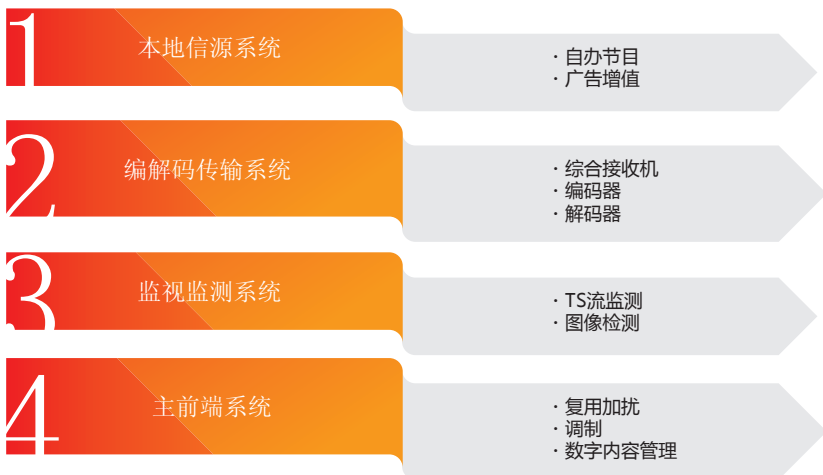 1
本地信源系统
·自办节目
·广告增值
2
编解码传输系统
·综合接收机
·编码器
·解码器
3
监视监测系统
·TS流监测
·图像检测
4
主前端系统
·复用加扰
·调制
·数字内容管理